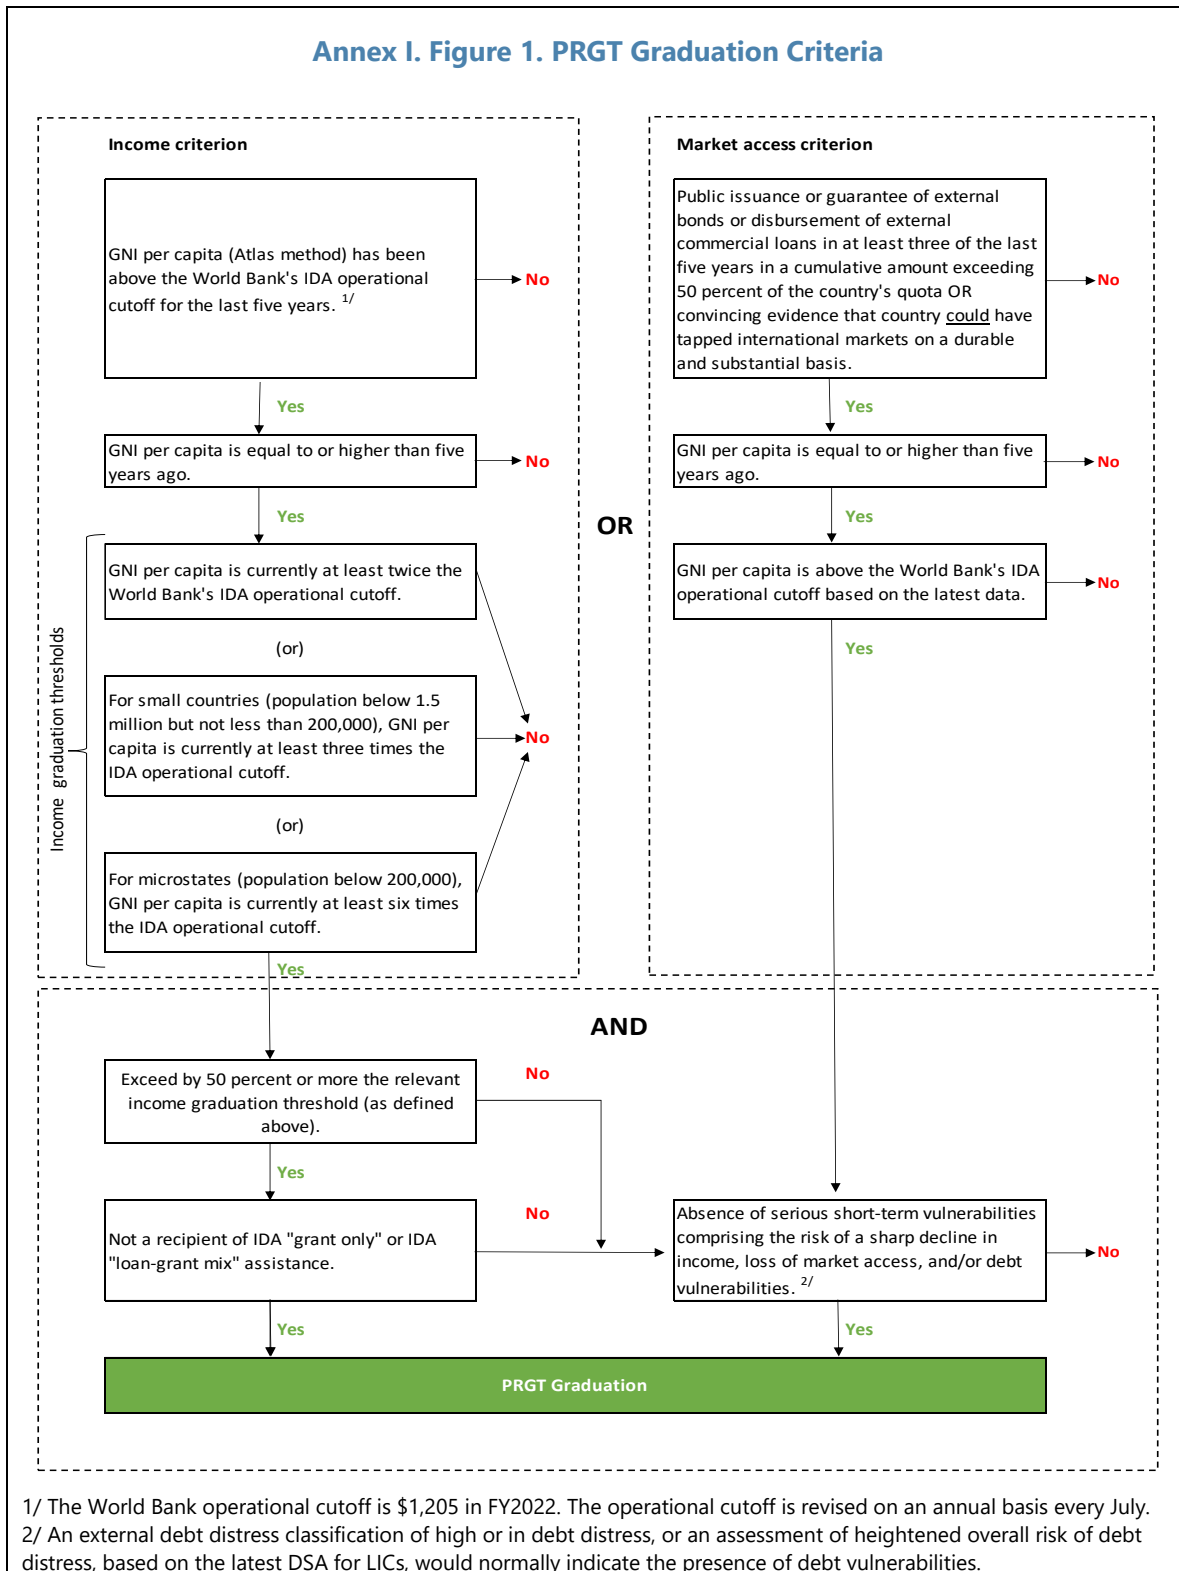 Annex I. Figure 1. PRGT Graduation Criteria
Income criterion
GNI per capita (Atlas method) has been
above the World Bank's IDA operational
cutoff for the last five years. 1/
No
Yes
GNI per capita is equal to or higher than five
years ago.
No
Yes
Income graduation thresholds
GNI per capita is currently at least twice the
World Bank's IDA operational cutoff.
(or)
For small countries (population below 1.5
million but not less than 200,000), GNI per
capita is currently at least three times the
IDA operational cutoff.
No
(or)
For microstates (population below 200,000),
GNI per capita is currently at least six times
the IDA operational cutoff.
Yes
OR
Market access criterion
Public issuance or guarantee of external
bonds or disbursement of external
commercial loans in at least three of the last
five years in a cumulative amount exceeding
50 percent of the country's quota OR
convincing evidence that country could have
tapped international markets on a durable
and substantial basis.
No
Yes
GNI per capita is equal to or higher than five
years ago.
No
Yes
GNI per capita is above the World Bank's IDA
operational cutoff based on the latest data.
No
Yes
AND
Exceed by 50 percent or more the relevant
income graduation threshold (as defined
above).
No
Yes
Not a recipient of IDA "grant only" or IDA
"loan-grant mix" assistance.
No
Yes
Absence of serious short-term vulnerabilities
comprising the risk of a sharp decline in
income, loss of market access, and/or debt
vulnerabilities. 2/
No
Yes
PRGT Graduation
1/ The World Bank operational cutoff is $1,205 in FY2022. The operational cutoff is revised on an annual basis every July.
2/ An external debt distress classification of high or in debt distress, or an assessment of heightened overall risk of debt
distress, based on the latest DSA for LICs, would normally indicate the presence of debt vulnerabilities.